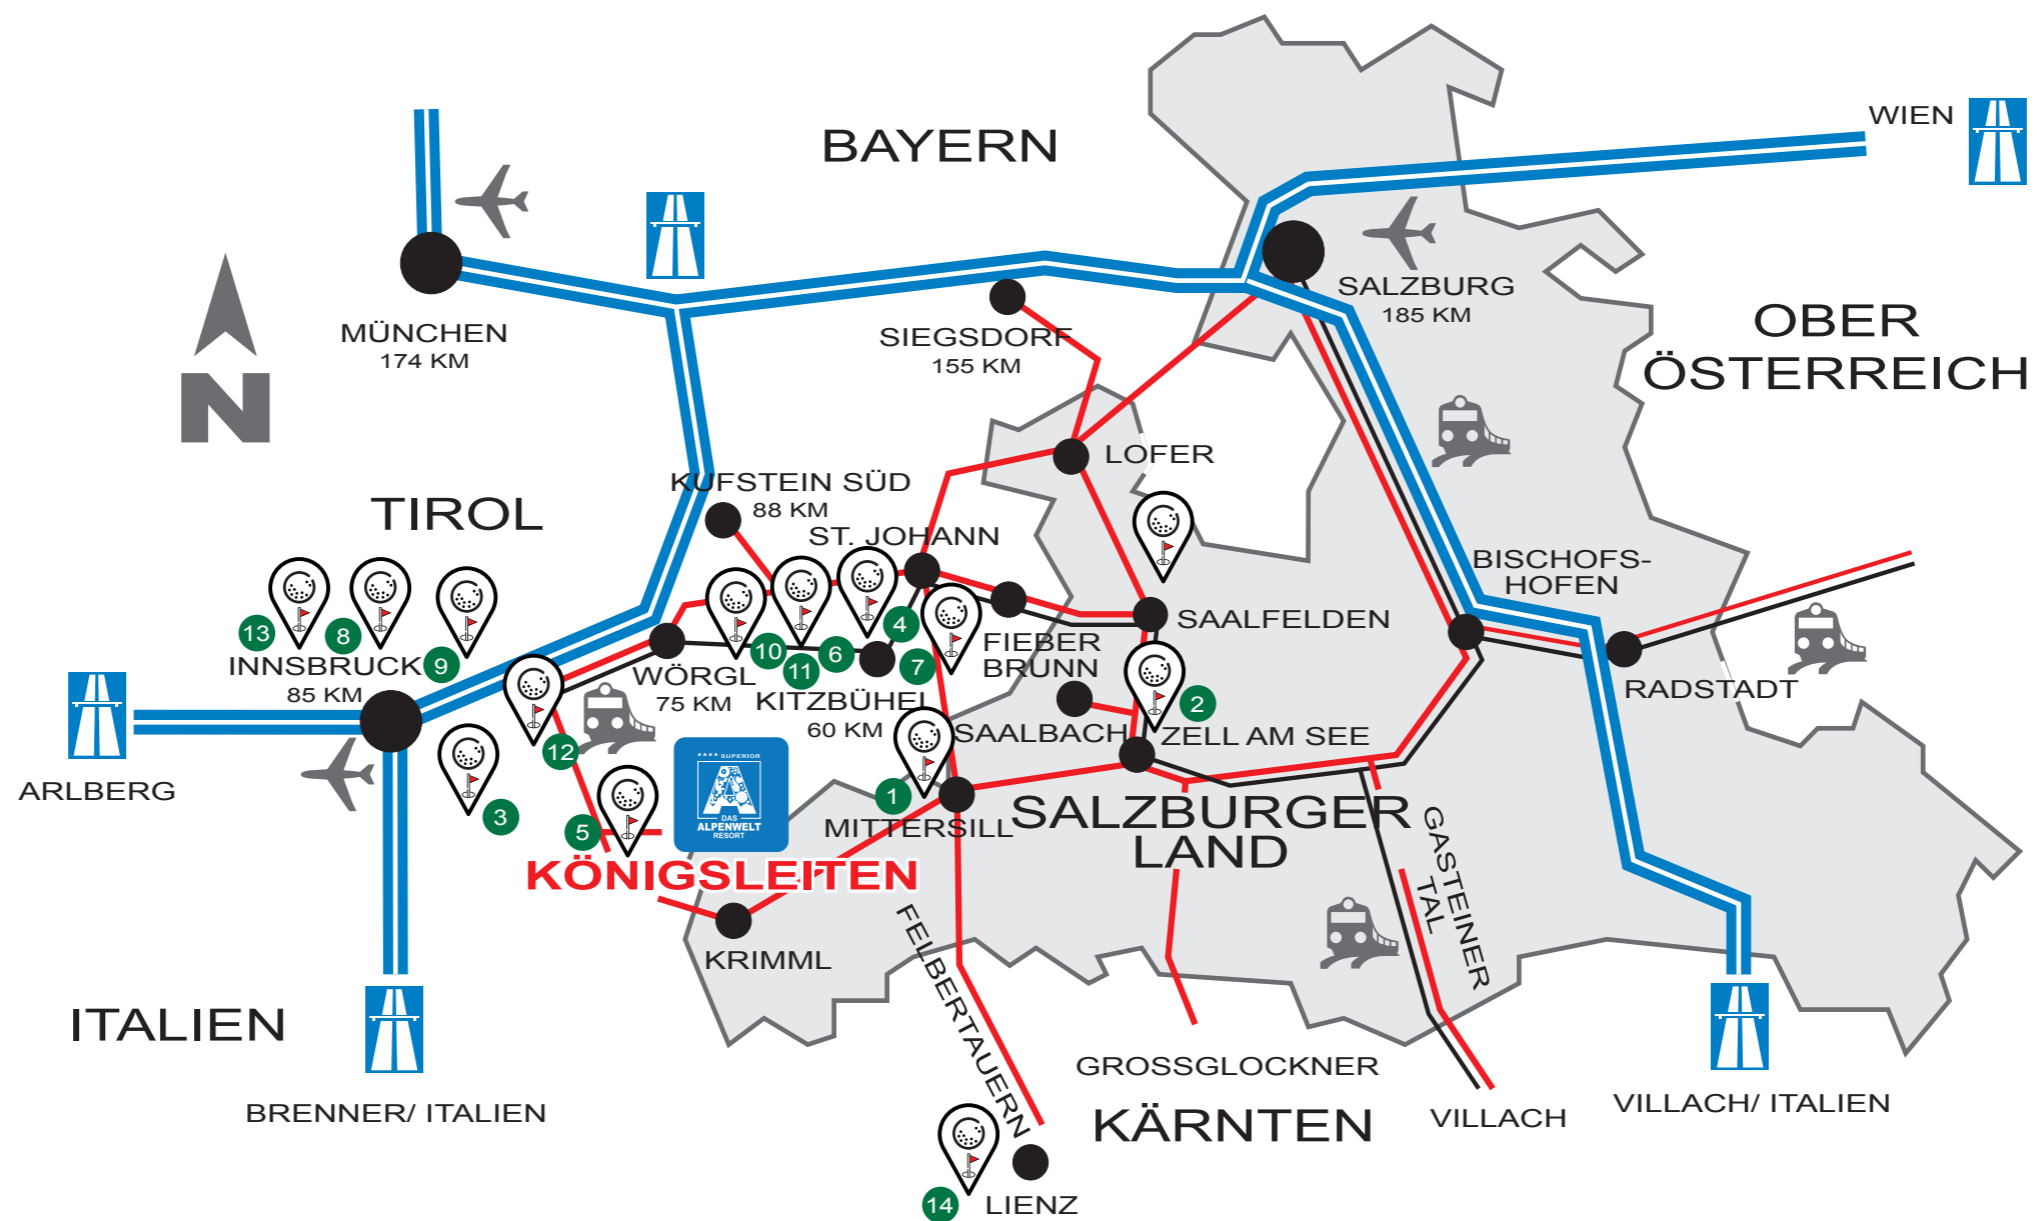 WIEN
BAYERN
SALZBURG
185 KM
MÜNCHEN
174 KM
SIEGSDORF
155 KM
OBER
ÖSTERREICH
N
LOFER
KUFSTEIN SÜD
88 KM
TIROL
ST. JOHANN
BISCHOFS-
HOFEN
SAALFELDEN
13
8
9
INNSBRUCK
85 KM
10
11
6
4
7
FIEBER
BRUNN
WÖRGL
75 KM
KITZBÜHEL
60 KM
RADSTADT
2
SAALBACH
ZELL AM SEE
12
ARLBERG
3
5
**** SUPERIOR
A
DAS
ALPENWELT
RESORT
1
MITTERSILL
SALZBURGER
LAND
GASTEINER
TAL
KÖNIGSLEITEN
KRIMML
FELBERTAUERN
ITALIEN
BRENNER/ ITALIEN
GROSSGLOCKNER
KÄRNTEN
VILLACH
VILLACH/ ITALIEN
14
LIENZ